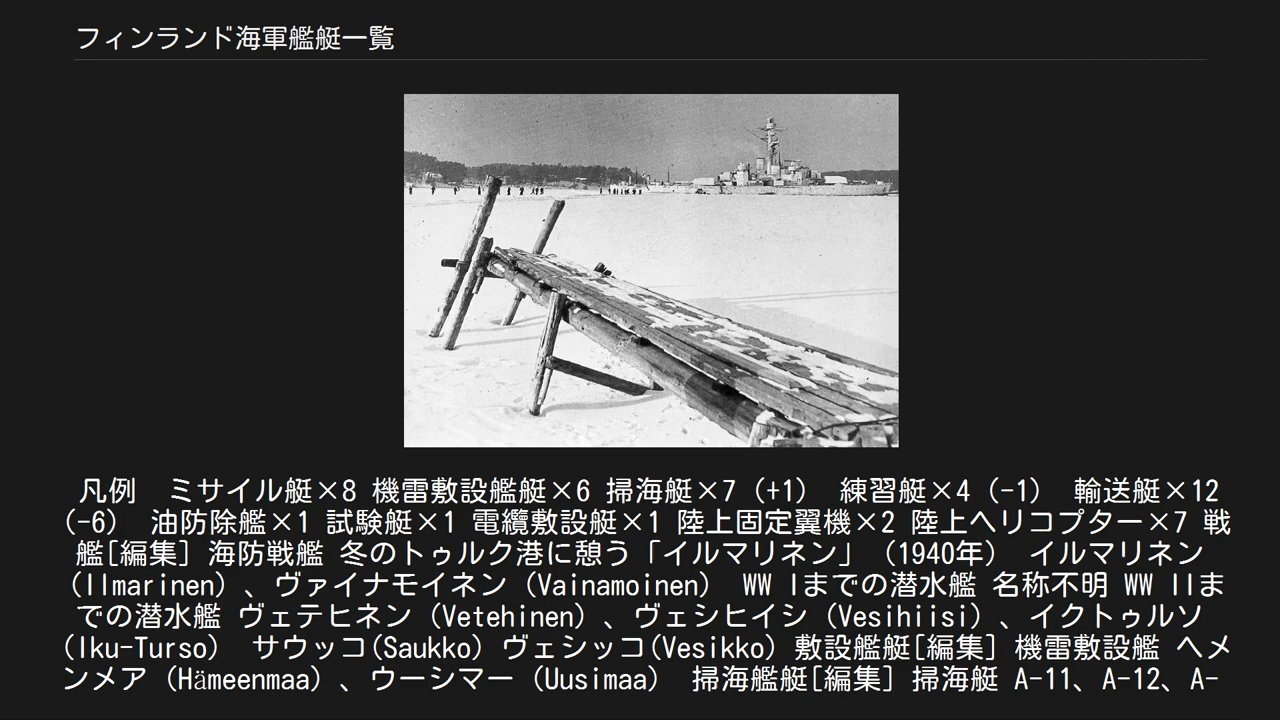 フィンランド海軍艦艇一覧
凡例　ミサイル艇×8 機雷敷設艦艇×6 掃海艇×7（+1）　練習艇×4（-1）　輸送艇×12
（-6）　油防除艦×1 試験艇×1 電纜敷設艇×1 陸上固定翼機×2 陸上ヘリコプター×7 戦
艦[編集] 海防戦艦 冬のトゥルク港に憩う「イルマリネン」（1940年）　イルマリネン
（Ilmarinen）、ヴァイナモイネン（Vainamoinen）　WW Iまでの潜水艦 名称不明 WW IIま
での潜水艦 ヴェテヒネン（Vetehinen）、ヴェシヒイシ（Vesihiisi）、イクトゥルソ
（Iku-Turso）　サウッコ(Saukko) ヴェシッコ(Vesikko) 敷設艦艇[編集] 機雷敷設艦 ヘメ
ンメア（Hämeenmaa）、ウーシマー（Uusimaa）　掃海艦艇[編集] 掃海艇 A-11、A-12、A-